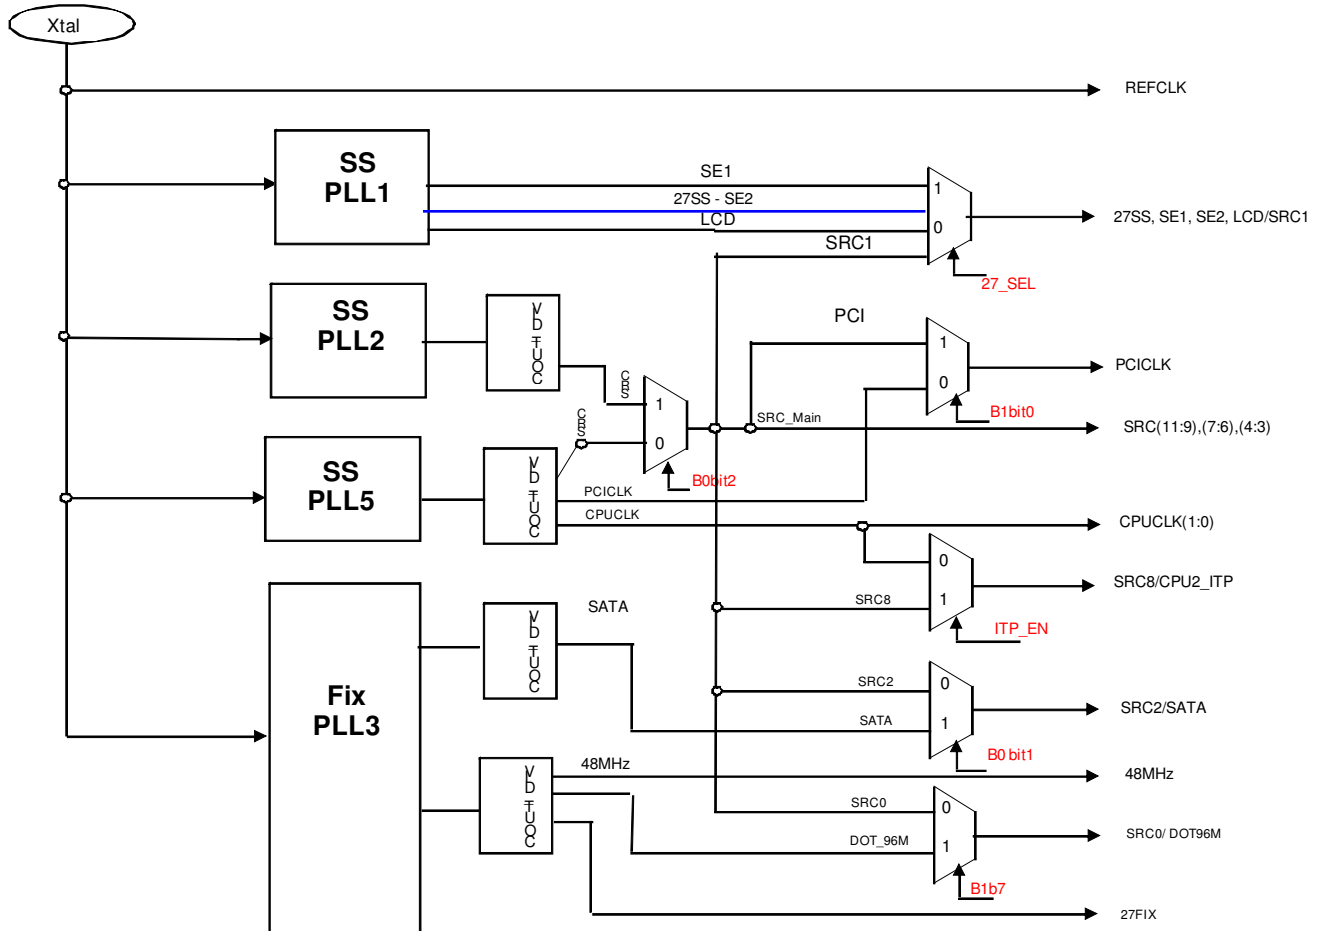 Xtal
REFCLK
SS
PLL1
SE1
27SS - SE2
LCD
SRC1
1
0
27SS, SE1, SE2, LCD/SRC1
27_SEL
SS
PLL2
PCI
1
0
PCICLK
B1bit0
1
0
SRC_Main
SRC(11:9),(7:6),(4:3)
B0bit2
SS
PLL5
PCICLK
CPUCLK
CPUCLK(1:0)
0
1
SRC8
SRC8/CPU2_ITP
ITP_EN
SATA
Fix
PLL3
SRC2
0
SATA
1
SRC2/SATA
B0 bit1
48MHz
48MHz
SRC0
0
DOT_96M
1
SRC0/ DOT96M
B1b7
27FIX